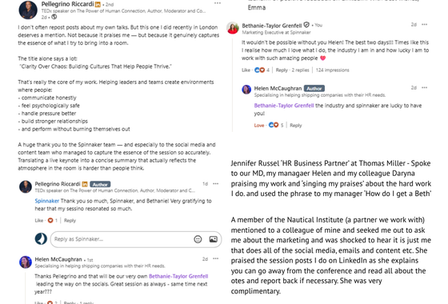 Pellegrino Riccardi in • 2nd
TEDx speaker on The Power of Human Connection. Author, Moderator and C...
2d
I don't often repost posts about my own talks. But this one I did recently in London
deserves a mention. Not because it praises me — but because it genuinely captures
the essence of what I try to bring into a room.
The title alone says a lot:
"Clarity Over Chaos: Building Cultures That Help People Thrive."
That's really the core of my work. Helping leaders and teams create environments
where people:
- communicate honestly
- feel psychologically safe
- handle pressure better
- build stronger relationships
- and perform without burning themselves out
A huge thank you to the Spinnaker team — and especially to the social media and
content team who managed to capture the essence of the session so accurately.
Translating a live keynote into a concise summary that actually reflects the
atmosphere in the room is harder than people think.
Pellegrino Riccardi in Author
1d
TEDx speaker on The Power of Human Connection. Author, Moderator and Co...
Spinnaker Thank you so much, Spinnaker, and Bethanie! Very gratifying to hear
that my session resonated so much.
Like 1 Reply
Reply as Spinnaker...
Helen McCaughran • 1st
2d
Specialising in helping shipping companies with their HR needs.
Thanks Pellegrino and that will be our very own Bethanie-Taylor Grenfell
leading the way on the socials. Great session as always - same time next
year???
Like 1 Reply
Emma
Bethanie-Taylor Grenfell You
2d
Marketing Executive at Spinnaker
It wouldn't be possible without you Helen! The best two days!! Times like this
I realise how much I love what I do, the industry I am in and how lucky I am to
work with such amazing people
Like 4 Reply 2 replies 124 impressions
Helen McCaughran Author
2d
Specialising in helping shipping companies with their HR needs.
Bethanie-Taylor Grenfell the industry and spinnaker are lucky to have
you!
Love 5 Reply
Jennifer Russel 'HR Business Partner' at Thomas Miller - Spoke
to our MD, my managaer Helen and my colleague Daryna
praising my work and 'singing my praises' about the hard work
I do. and used the phrase to my manager 'How do I get a Beth'
A member of the Nautical Institute (a partner we work with)
mentioned to a collegue of mine and seeked me out to ask
me about the marketing and was shocked to hear it is just me
that does all of the social media, emails and content etc. She
praised the session posts I do on LinkedIn as she explains
you can go away from the conference and read all about the
otes and report back if necessary. She was very
complimentary.